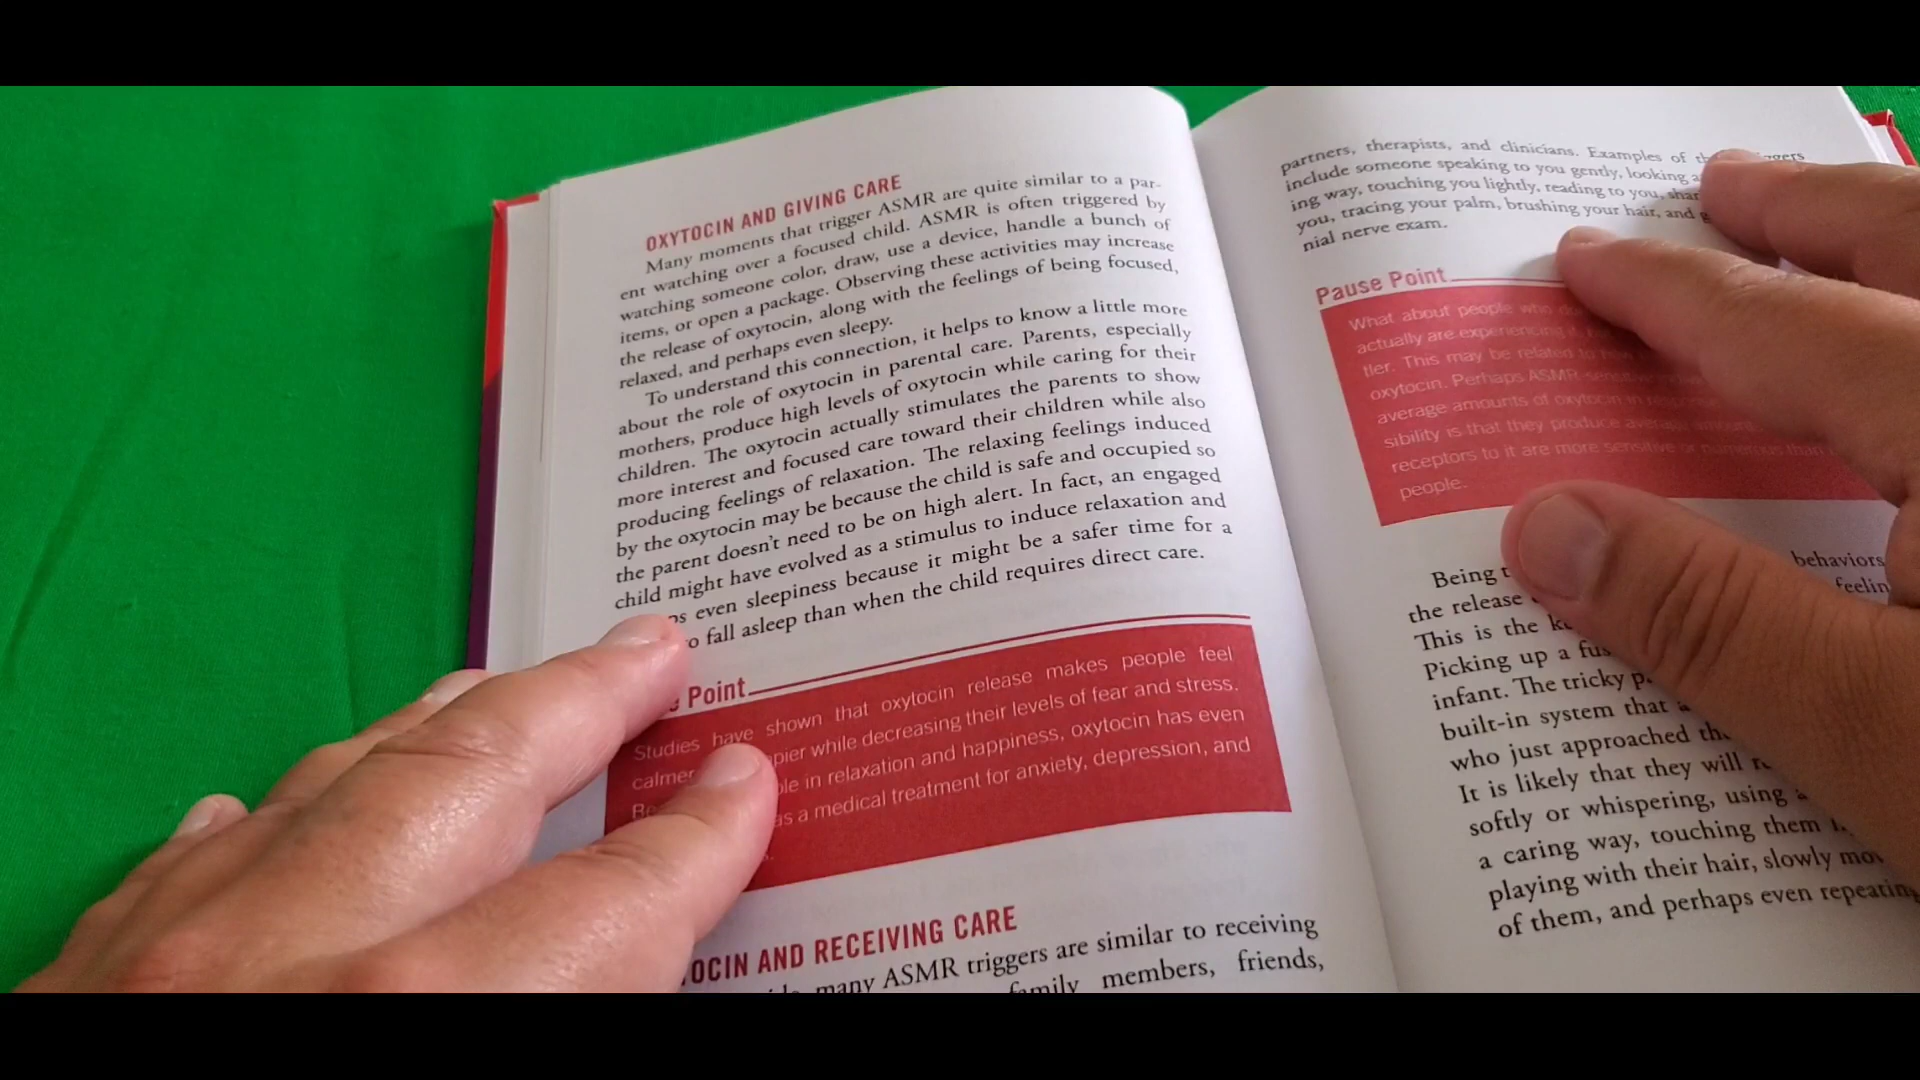 OXYTOCIN AND GIVING CARE
Many moments that trigger ASMR are quite similar to a par-
ent watching over a focused child. ASMR is often triggered by
watching someone color, draw, use a device, handle a bunch of
items, or open a package. Observing these activities may increase
the release of oxytocin, along with the feelings of being focused,
relaxed, and perhaps even sleepy.
To understand this connection, it helps to know a little more
about the role of oxytocin in parental care. Parents, especially
mothers, produce high levels of oxytocin while caring for their
children. The oxytocin actually stimulates the parents to show
more interest and focused care toward their children while also
producing feelings of relaxation. The relaxing feelings induced
by the oxytocin may be because the child is safe and occupied so
the parent doesn't need to be on high alert. In fact, an engaged
child might have evolved as a stimulus to induce relaxation and
even sleepiness because it might be a safer time for a
fall asleep than when the child requires direct care.
Point
Studies have shown that oxytocin release makes people feel
calmer while decreasing their levels of fear and stress.
in relaxation and happiness, oxytocin has even
as a medical treatment for anxiety, depression, and
AND RECEIVING CARE
many ASMR triggers are similar to receiving
family members, friends,
partners, therapists, and clinicians. Examples of
include someone speaking to you gently, looking
ing way, touching you lightly, reading to you,
you, tracing your palm, brushing your hair, and
nial nerve exam.
Pause Point
What about people who
actually are experiencing
tler. This may be related to
oxytocin. Perhaps ASMR-sensitive
average amounts of oxytocin in
sibility is that they produce average
receptors to it are more sensitive or numerous than
people.
Being behaviors
the release
This is the
Picking up a
infant. The tricky
built-in system that
who just approached
It is likely that they will
softly or whispering, using
a caring way, touching them
playing with their hair, slowly
of them, and perhaps even repeating